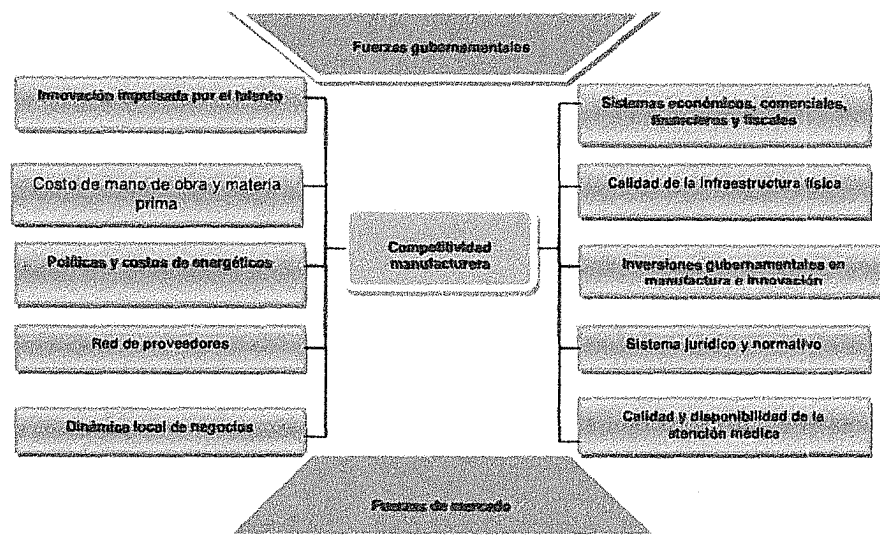 Fuerzas gubernamentales
Innovación impulsada por el talento
Costo de mano de obra y materia
prima
Políticas y costos de energéticos
Red de proveedores
Dinámica local de negocios
Competitividad
manufacturera
Sistemas económicos, comerciales,
financieros y fiscales
Calidad de la infraestructura física
Inversiones gubernamentales en
manufactura e innovación
Sistema jurídico y normativo
Calidad y disponibilidad de la
atención médica
Fuerzas de mercado